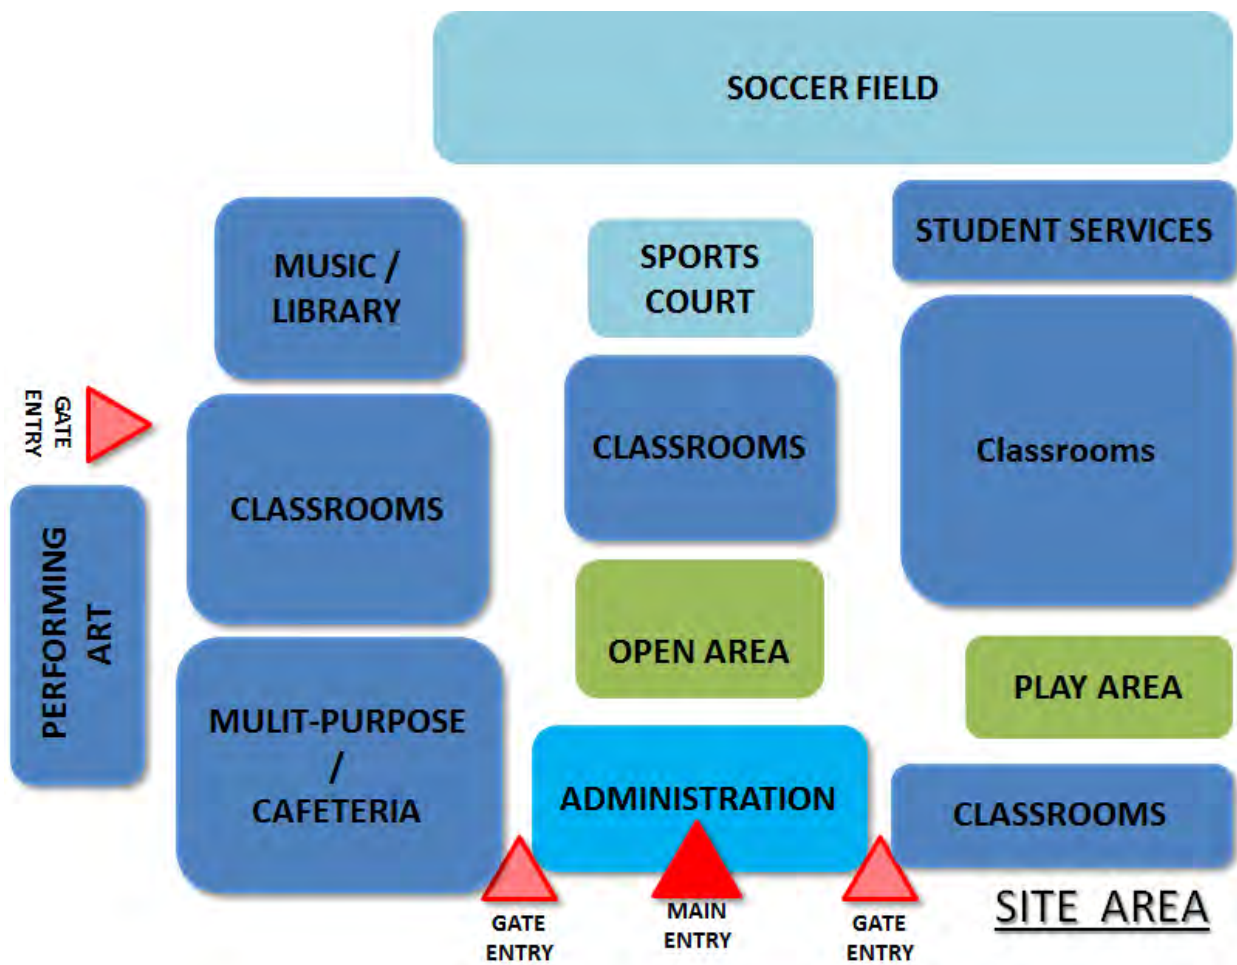 SOCCER FIELD
STUDENT SERVICES
MUSIC /
LIBRARY
SPORTS
COURT
GATE
ENTRY
CLASSROOMS
CLASSROOMS
Classrooms
PERFORMING
ART
OPEN AREA
PLAY AREA
MULIT-PURPOSE
/
CAFETERIA
ADMINISTRATION
CLASSROOMS
GATE
ENTRY
MAIN
ENTRY
GATE
ENTRY
SITE AREA